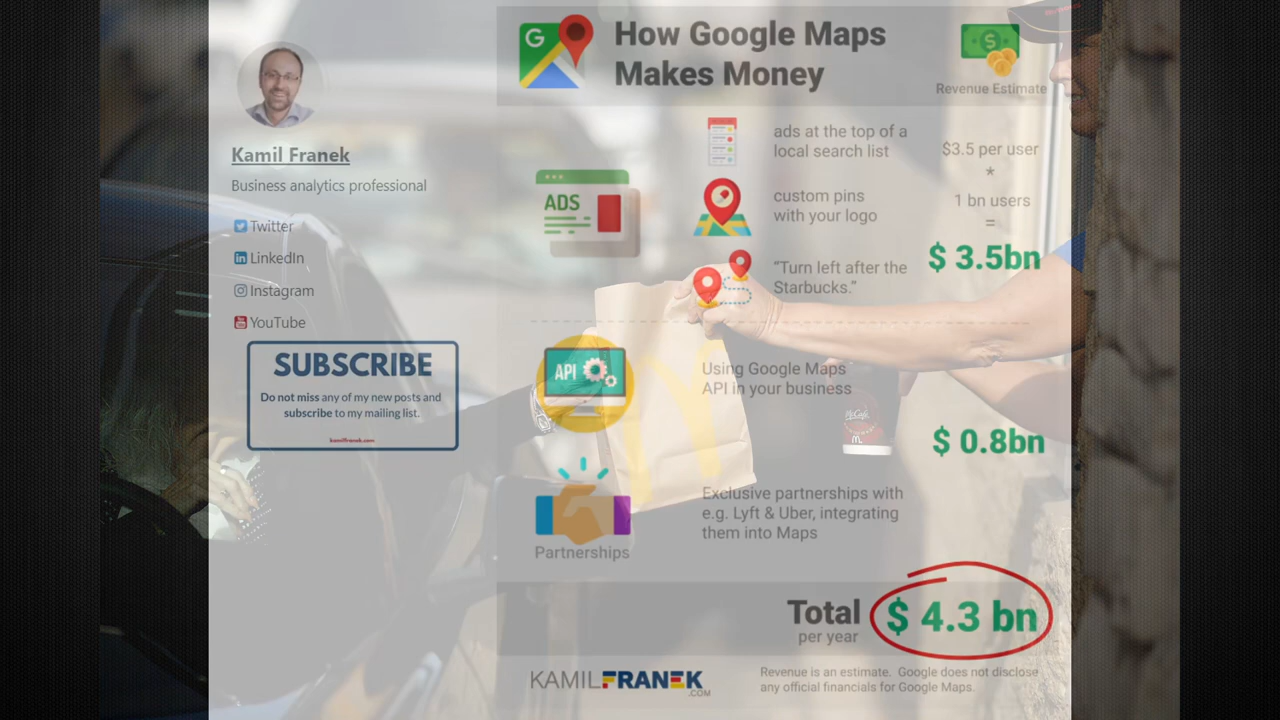 Kamil Franek
Business analytics professional
Twitter
LinkedIn
Instagram
YouTube
SUBSCRIBE
Do not miss any of my new posts and
subscribe to my mailing list.
kamilfranek.com
G
How Google Maps
Makes Money
$
Revenue Estimate
ADS
ads at the top of a
local search list
custom pins
with your logo
"Turn left after the
Starbucks."
$3.5 per user
*
1 bn users
=
$ 3.5bn
API
Using Google Maps
API in your business
McCafé
$ 0.8bn
Partnerships
Exclusive partnerships with
e.g. Lyft & Uber, integrating
them into Maps
Total
per year
$ 4.3 bn
KAMILFRANEK
.COM
Revenue is an estimate. Google does not disclose
any official financials for Google Maps.